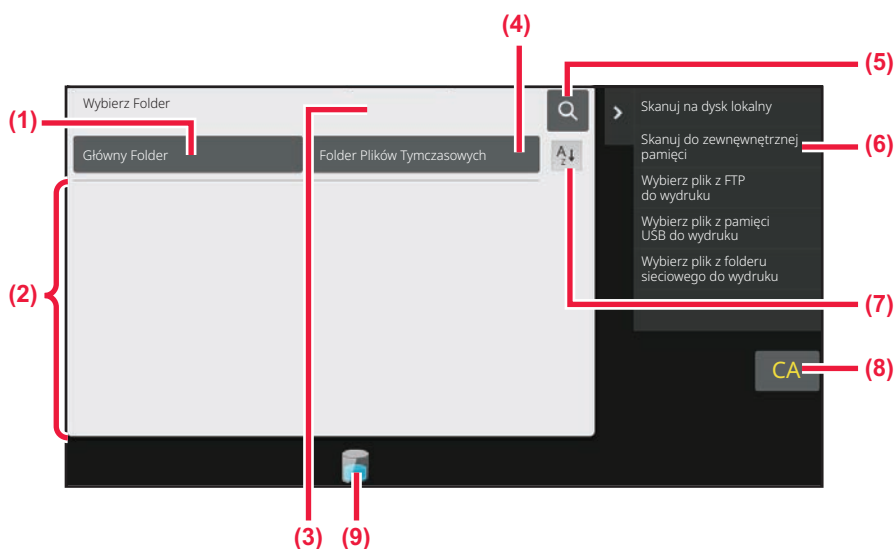 (4)
(5)
Wybierz Folder
Skanuj na dysk lokalny
(1)
Skanuj do zewnęwnętrznej
pamięci
(6)
Główny Folder
Folder Plików Tymczasowych
A
Z
Wybierz plik z FTP
do wydruku
Wybierz plik z pamięci
USB do wydruku
Wybierz plik z folderu
sieciowego do wydruku
(2)
(7)
CA
(8)
(3)
(9)